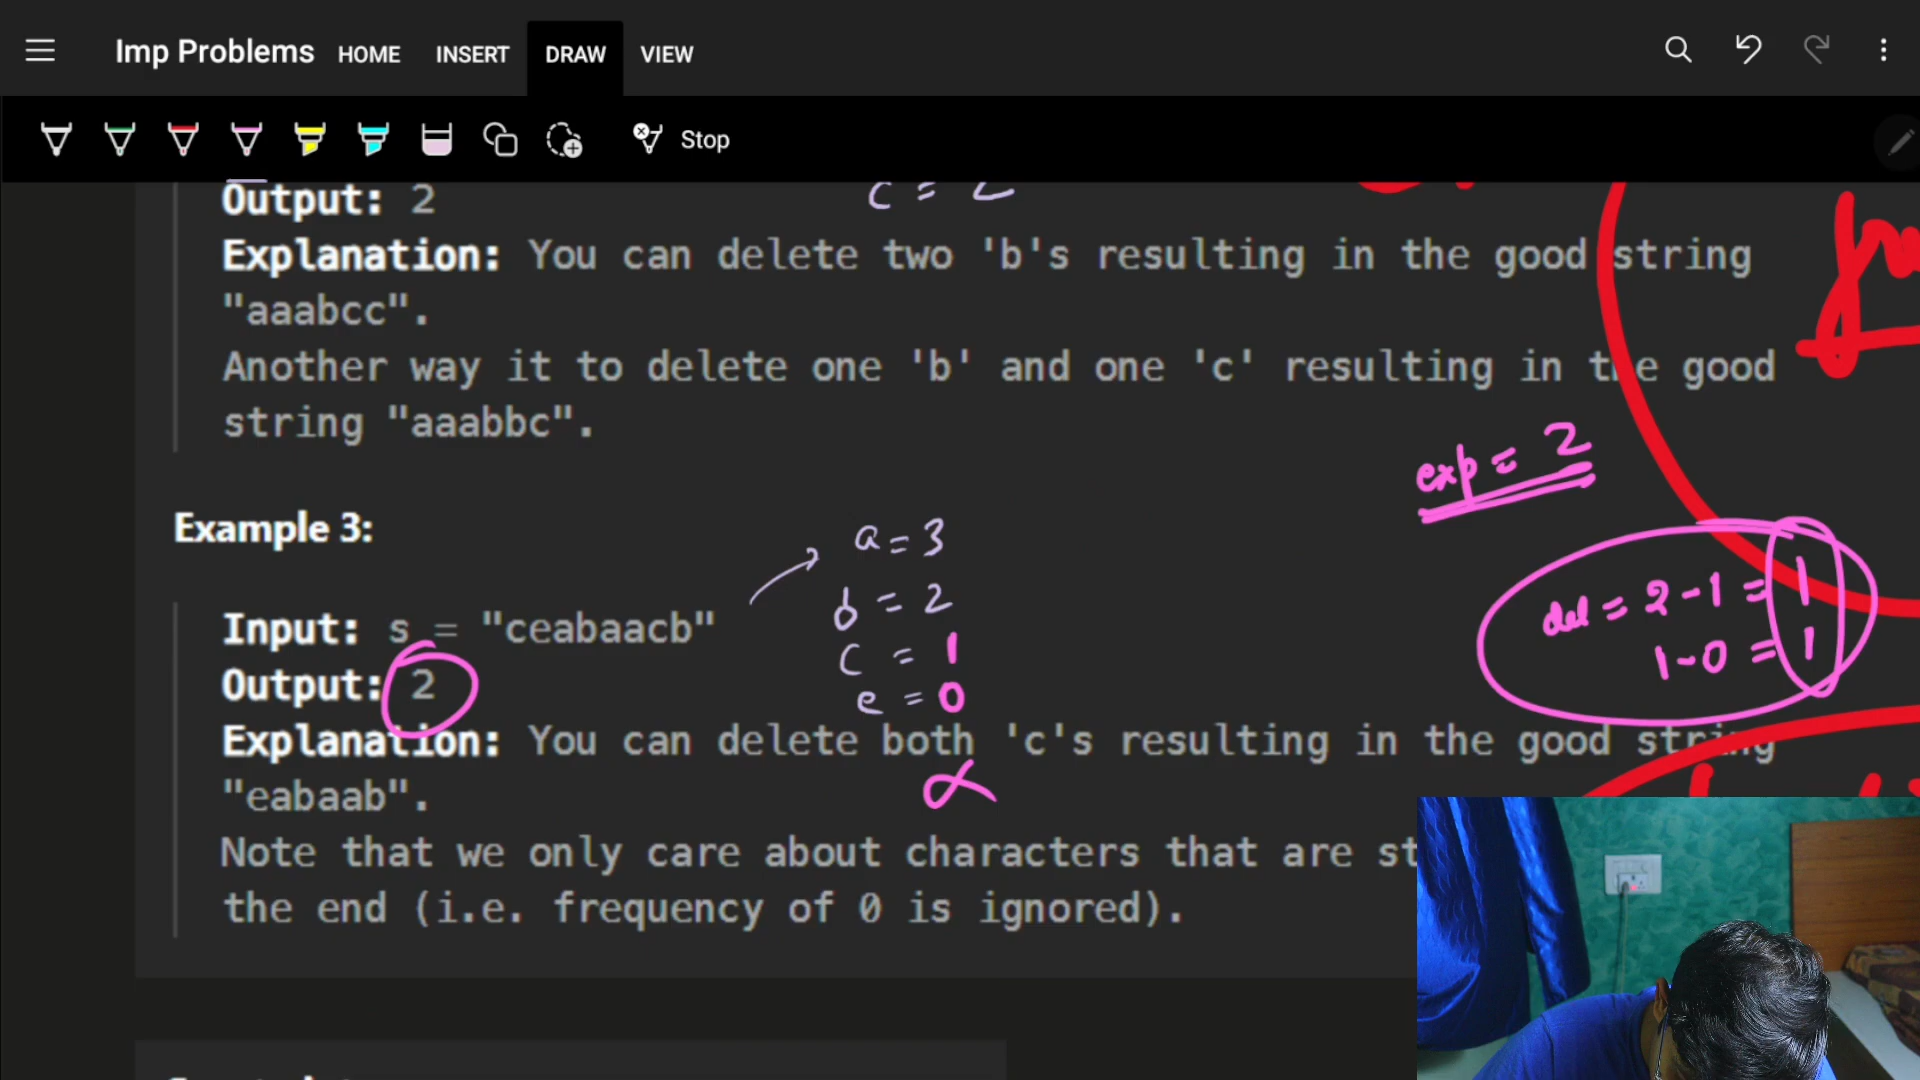 Imp Problems HOME INSERT DRAW VIEW
Stop
Output: 2
c = 2
Explanation: You can delete two 'b's resulting in the good string
"aaabcc".
Another way it to delete one 'b' and one 'c' resulting in the good
string "aaabbc".
exp = 2
Example 3:
a = 3
b = 2
c = 1
e = 0
del = 2 - 1 = 1
1 - 0 = 1
Input: s = "ceabaacb"
Output: 2
Explanation: You can delete both 'c's resulting in the good string
"eabaab".
Note that we only care about characters that are st
the end (i.e. frequency of 0 is ignored).